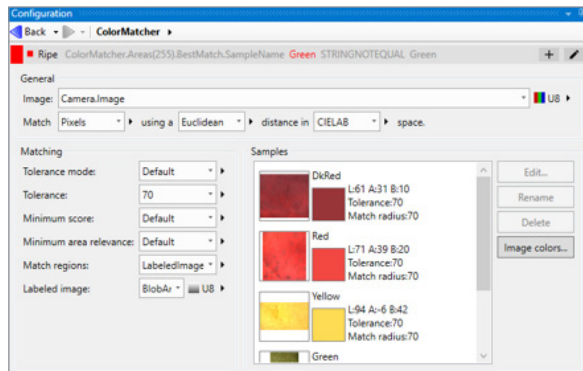 Configuration
Back ColorMatcher
Ripe ColorMatcher.Areas(255).BestMatch.SampleName Green STRINGNOTEQUAL Green
General
Image: Camera.Image U8
Match Pixels using a Euclidean distance in CIELAB space.
Matching
Tolerance mode: Default
Tolerance: 70
Minimum score: Default
Minimum area relevance: Default
Match regions: LabeledImage
Labeled image: BlobAr U8
Samples
DkRed
L:61 A:31 B:10
Tolerance:70
Match radius:70
Red
L:71 A:39 B:20
Tolerance:70
Match radius:70
Yellow
L:94 A:-6 B:42
Tolerance:70
Match radius:70
Green
Edit...
Rename
Delete
Image colors...